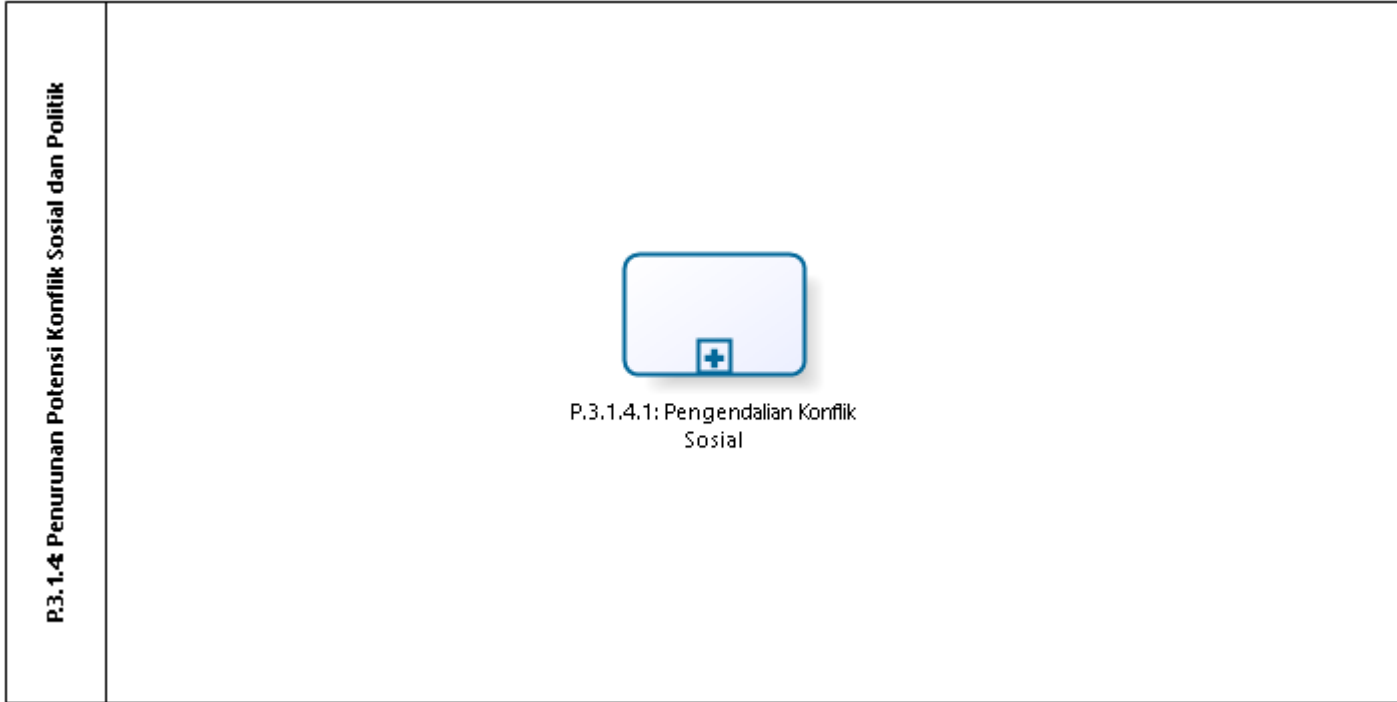 P.3.1.4: Penurunan Potensi Konflik Sosial dan Politik
P.3.1.4.1: Pengendalian Konflik
Sosial